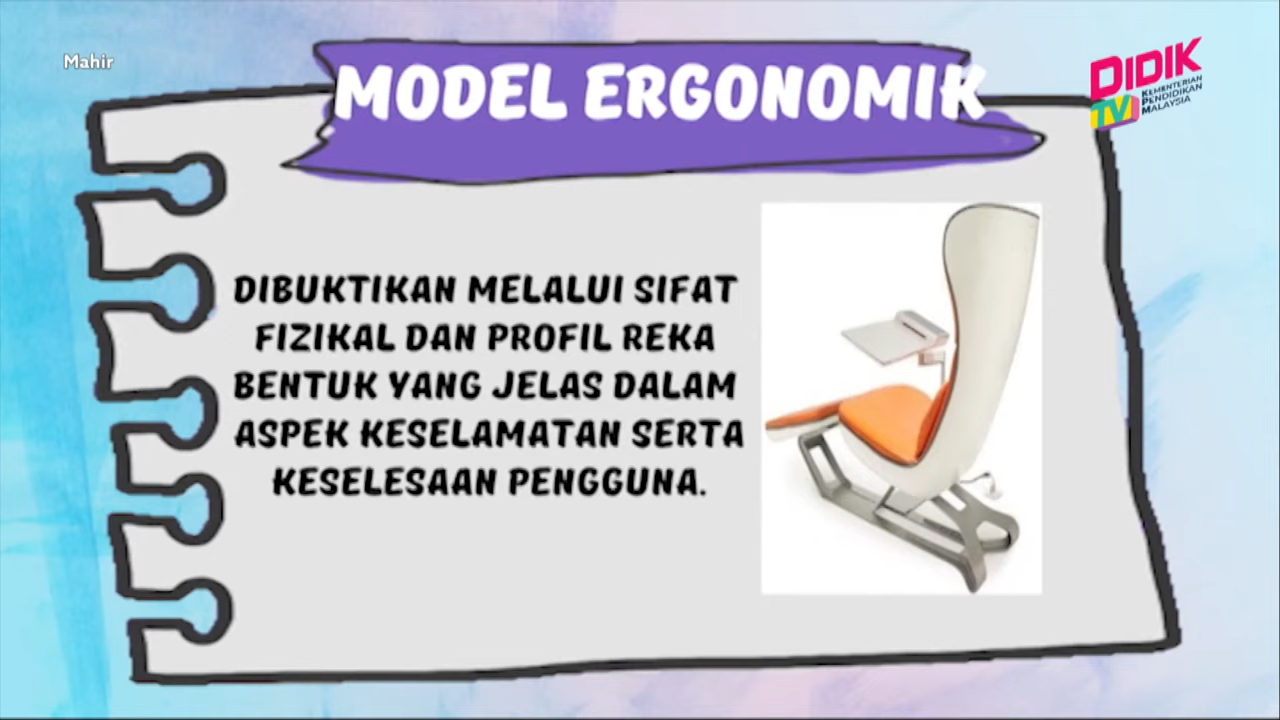 Mahir
MODEL ERGONOMIK
DIDIK
TV
KEMENTERIAN
PENDIDIKAN
MALAYSIA
DIBUKTIKAN MELALUI SIFAT
FIZIKAL DAN PROFIL REKA
BENTUK YANG JELAS DALAM
ASPEK KESELAMATAN SERTA
KESELESAAN PENGGUNA.